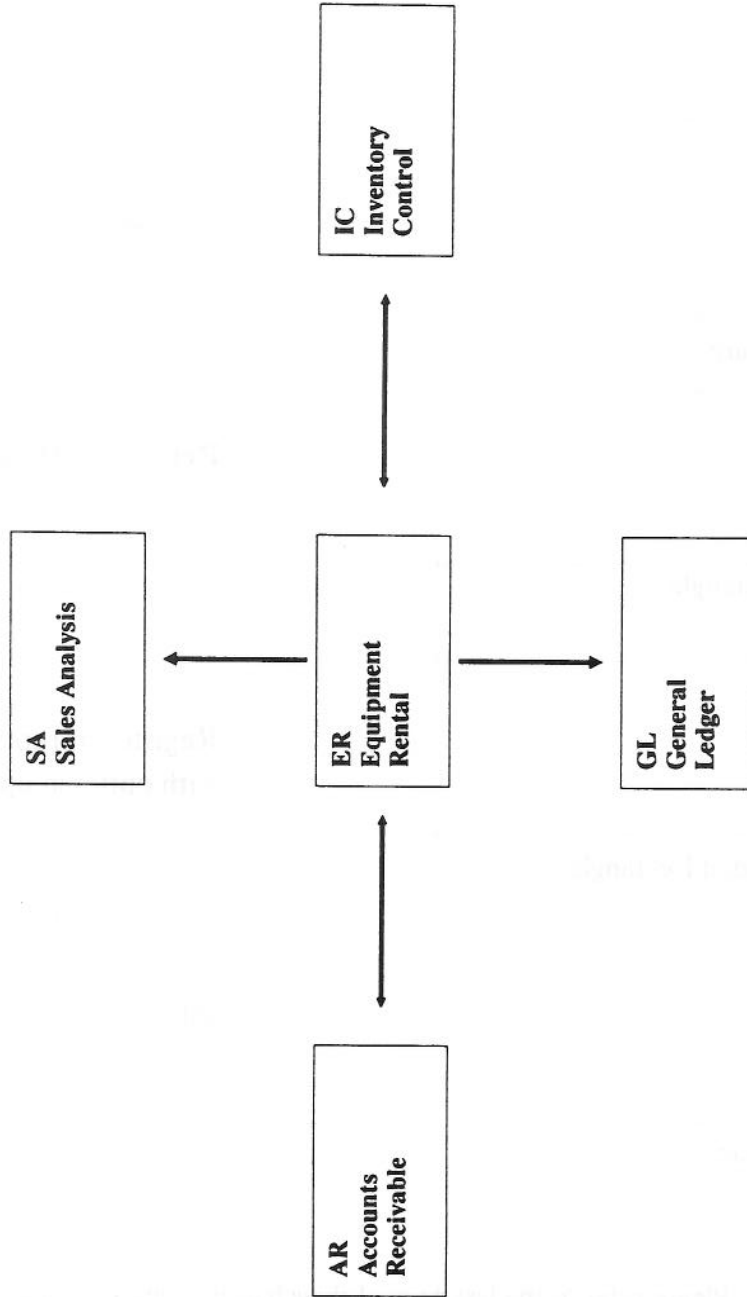 SA
Sales Analysis
AR
Accounts
Receivable
ER
Equipment
Rental
IC
Inventory
Control
GL
General
Ledger